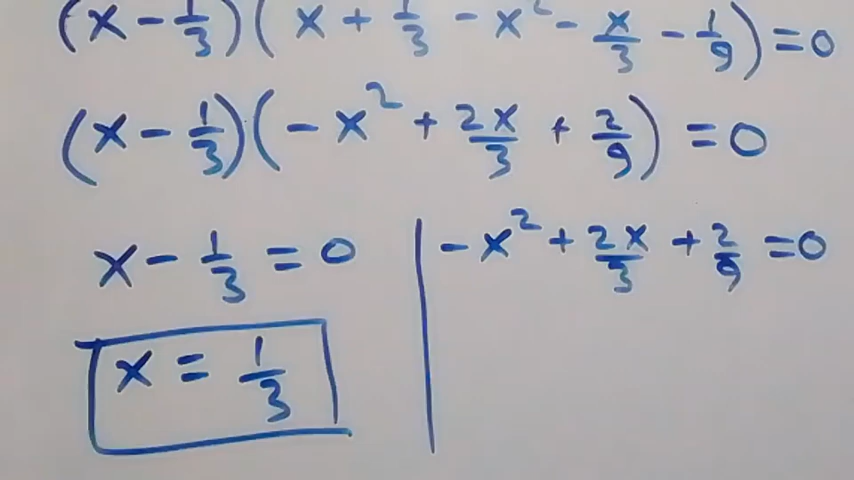 (x - 1/3)(x + 1/3 - x² - x/3 - 1/9) = 0
(x - 1/3)(- x² + 2x/3 + 2/9) = 0
x - 1/3 = 0
x = 1/3
- x² + 2x/3 + 2/9 = 0